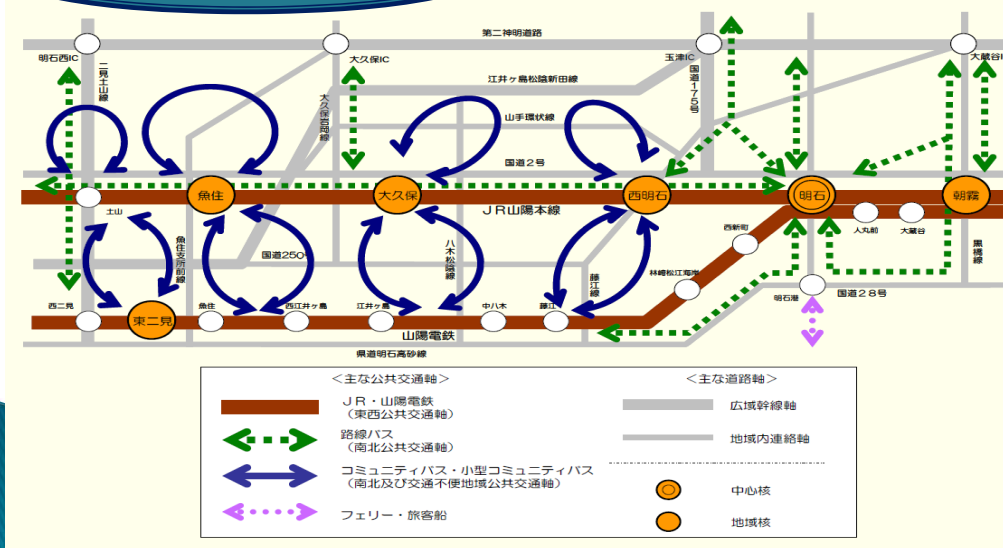 第二神明道路
明石西IC
大久保IC
玉津IC
大蔵谷IC
二見土山線
大久保岩岡線
江井ヶ島松陰新田線
国道175号
山手環状線
国道2号
魚住
大久保
西明石
明石
朝霧
土山
JR山陽本線
人丸前
大蔵谷
西新町
魚住支所前線
国道250号
八木松陰線
藤江線
林崎松江海岸
黒橋線
明石港
国道28号
西二見
東二見
魚住
西江井ヶ島
江井ヶ島
中八木
藤江
山陽電鉄
県道明石高砂線
<主な公共交通軸>
JR・山陽電鉄
(東西公共交通軸)
路線バス
(南北公共交通軸)
コミュニティバス・小型コミュニティバス
(南北及び交通不便地域公共交通軸)
フェリー・旅客船
<主な道路軸>
広域幹線軸
地域内連絡軸
中心核
地域核